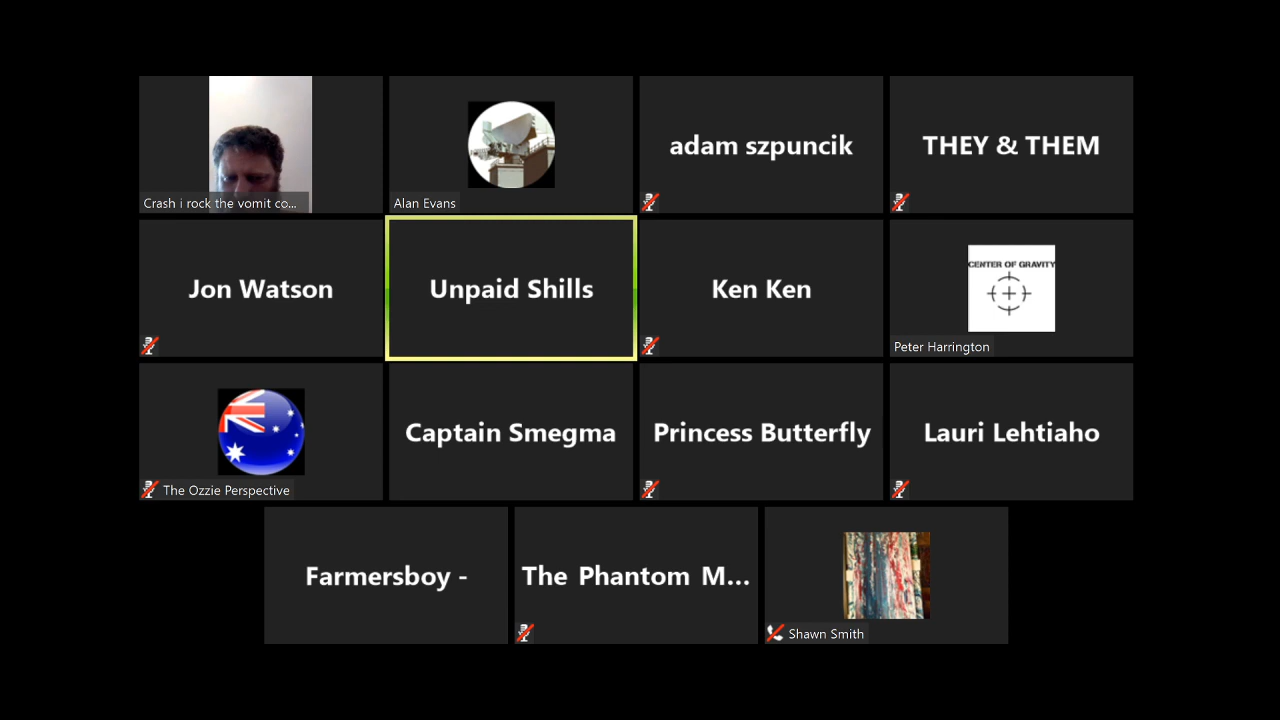 Crash i rock the vomit co...
Alan Evans
adam szpuncik
THEY & THEM
Jon Watson
Unpaid Shills
Ken Ken
CENTER OF GRAVITY
Peter Harrington
The Ozzie Perspective
Captain Smegma
Princess Butterfly
Lauri Lehtiaho
Farmersboy -
The Phantom M...
Shawn Smith